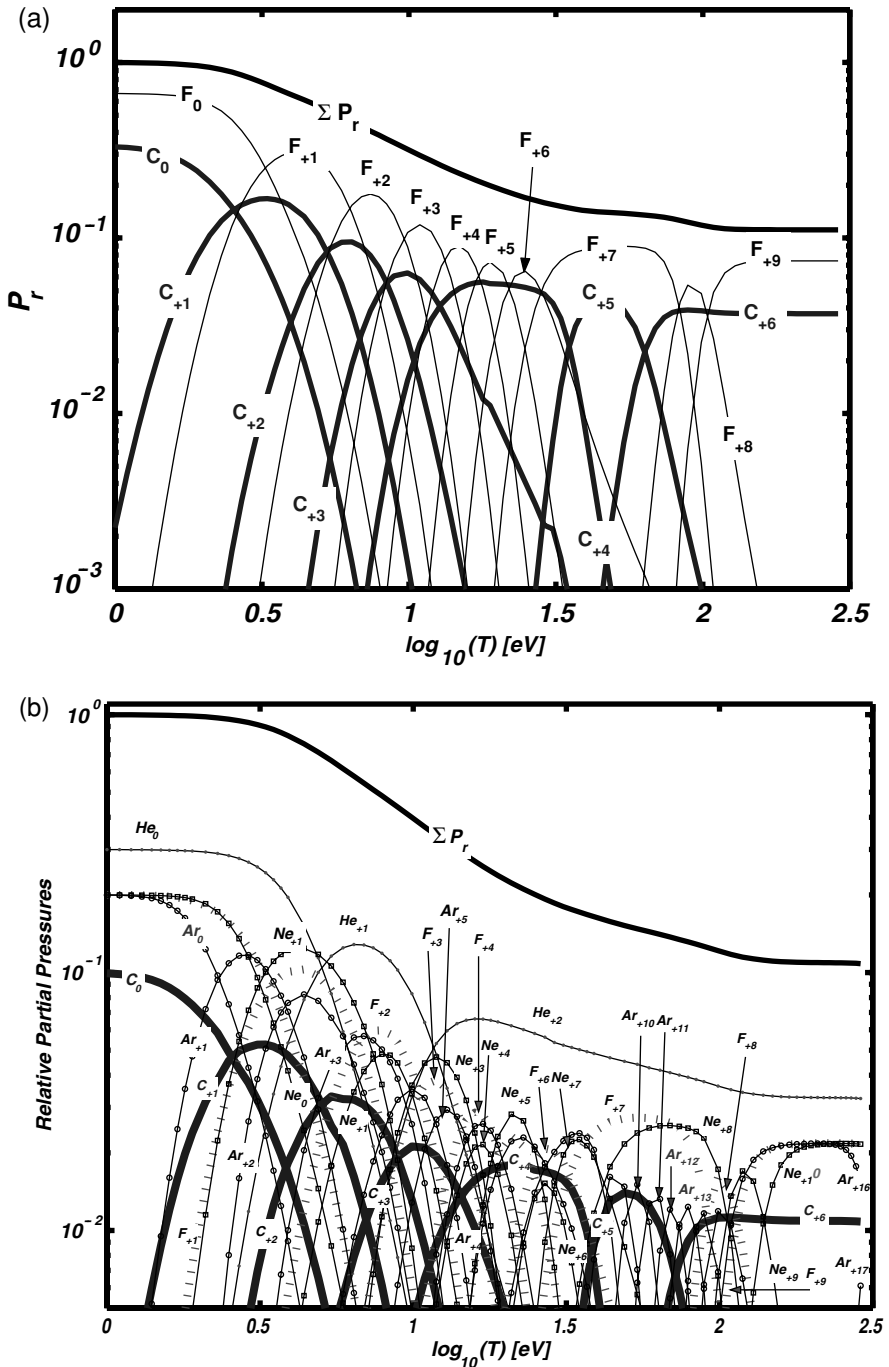 (a)
10^0
10^-1
10^-2
10^-3
P_r
Σ P_r
F_0
C_0
F_+1
F_+2
F_+3
F_+4
F_+5
F_+6
F_+7
F_+9
C_+1
C_+5
C_+6
C_+2
F_+8
C_+3
C_+4
0 0.5 1 1.5 2 2.5
log_10(T) [eV]
(b)
10^0
10^-1
10^-2
Relative Partial Pressures
Σ P_r
He_0
Ar_0
Ne_+1
He_+1
F_+3
Ar_+5
F_+4
C_0
F_+2
He_+2
Ar_+10
Ar_+11
F_+8
Ar_+1
Ar_+3
Ne_+3
Ne_+4
F_+6
Ne_+7
C_+1
Ne_0
Ne_+1
Ne_+5
F_+7
Ne_+8
Ar_+2
C_+4
Ar_+12
Ar_+13
Ne_+10
Ar_+16
F_+1
C_+2
C_+3
Ar_+4
Ne_+6
C_+5
C_+6
Ne_+9
F_+9
Ar_+17
0 0.5 1 1.5 2 2.5
log_10(T) [eV]